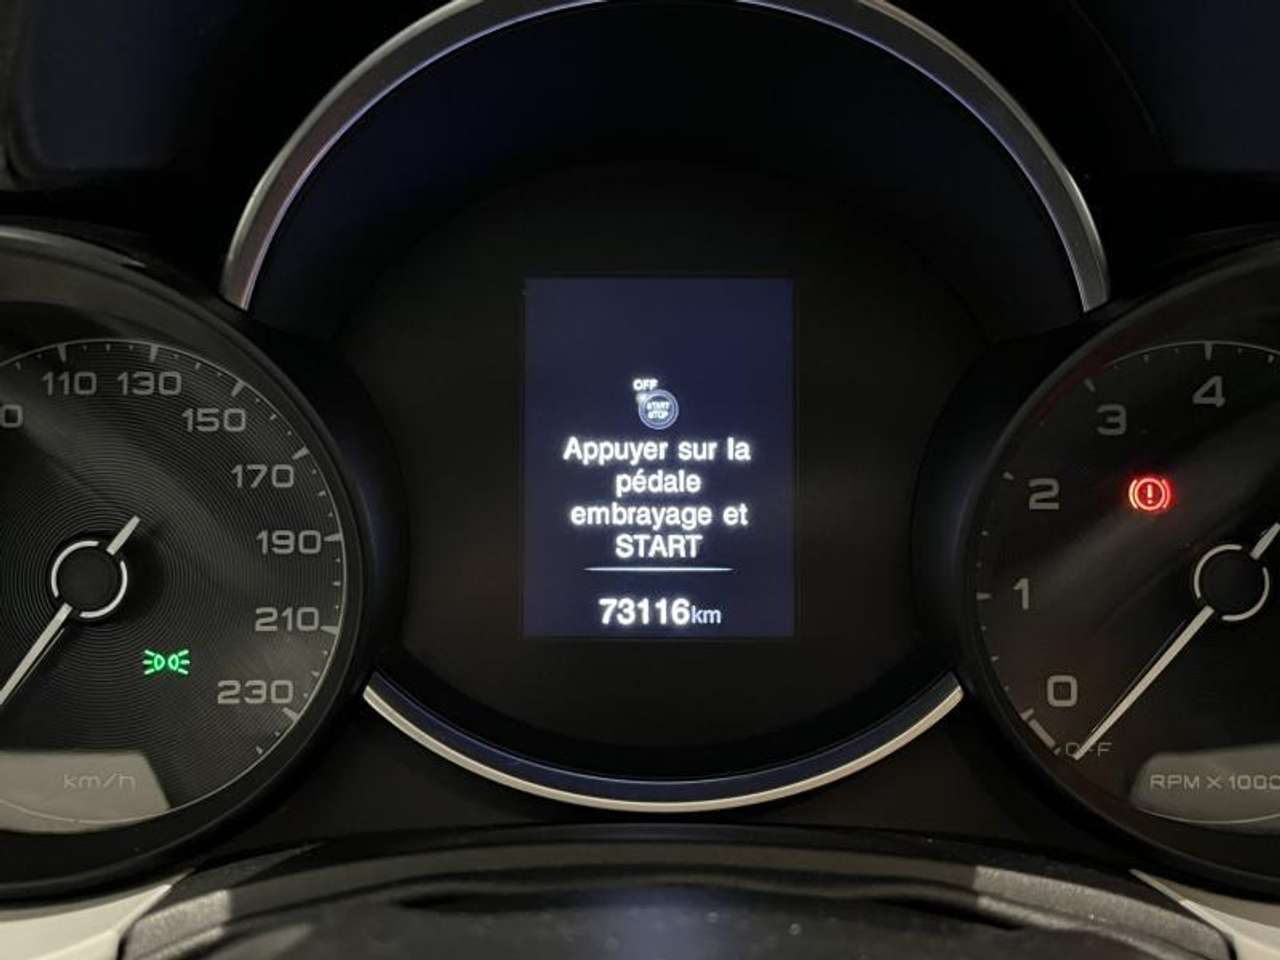 OFF
START
STOP
Appuyer sur la
pédale
embrayage et
START
73116km
110
130
150
170
190
210
230
km/h
0
1
2
3
4
OFF
RPM X 1000